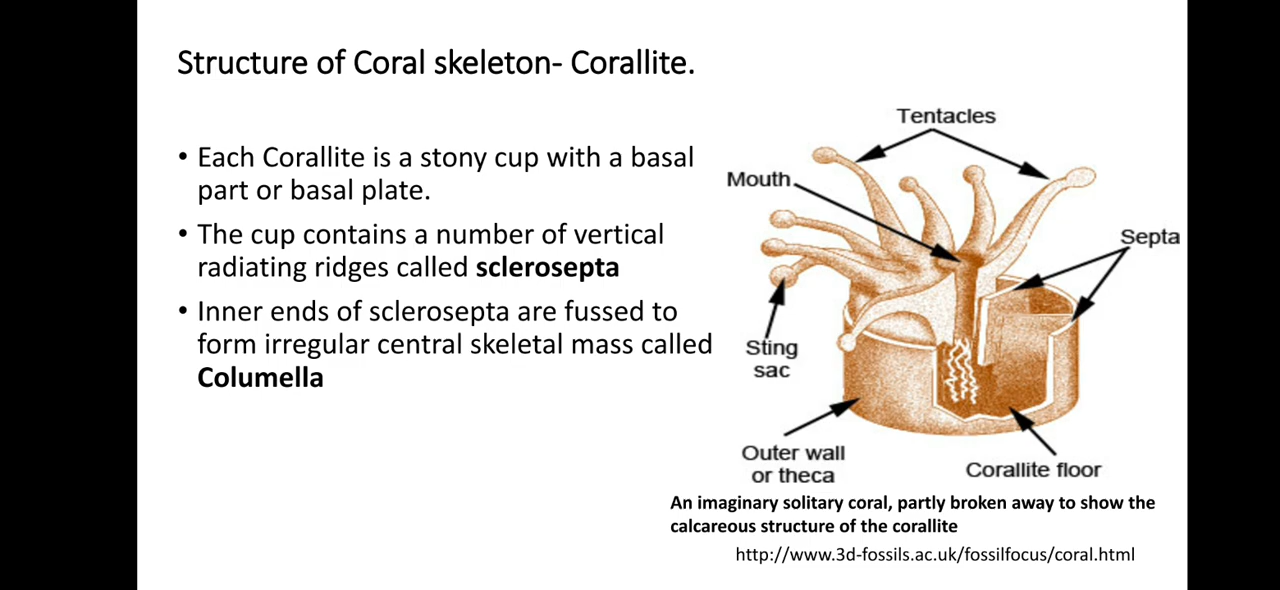 Structure of Coral skeleton- Corallite.
• Each Corallite is a stony cup with a basal
part or basal plate.
• The cup contains a number of vertical
radiating ridges called sclerosepta
• Inner ends of sclerosepta are fussed to
form irregular central skeletal mass called
Columella
Tentacles
Mouth
Septa
Sting
sac
Outer wall
or theca
Corallite floor
An imaginary solitary coral, partly broken away to show the
calcareous structure of the corallite
http://www.3d-fossils.ac.uk/fossilfocus/coral.html